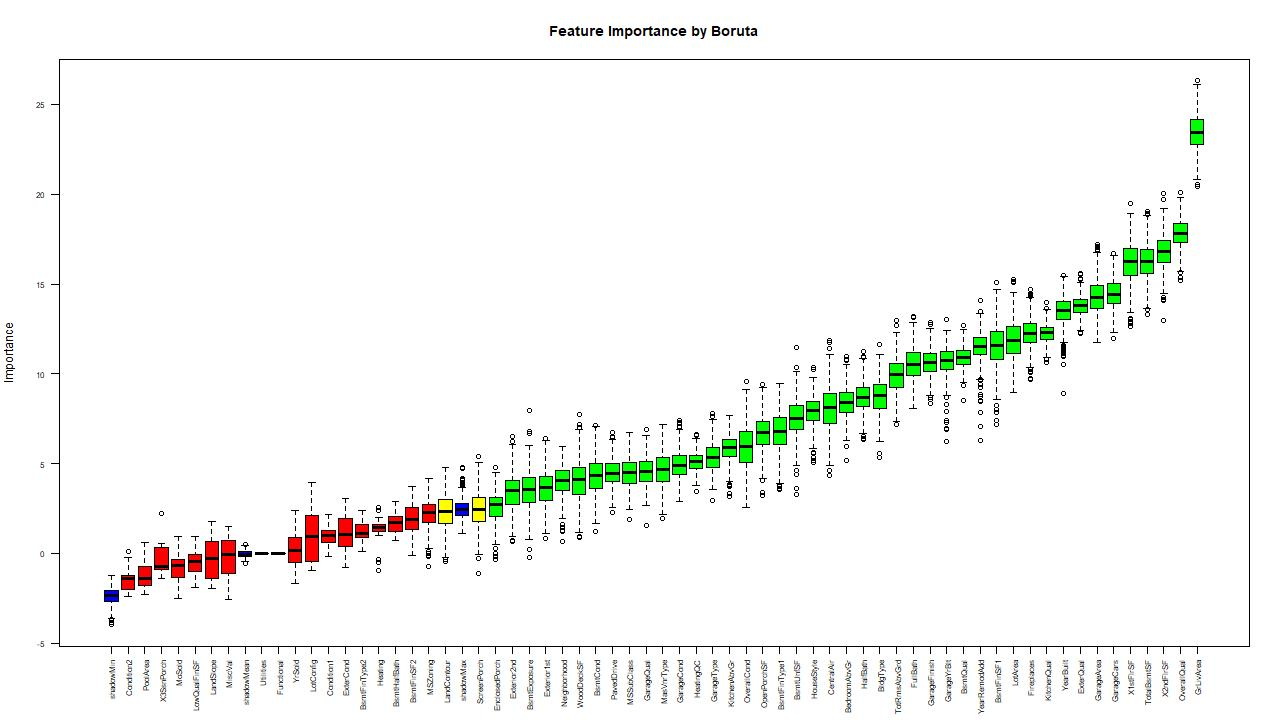 Feature Importance by Boruta
Importance
25
20
15
10
5
0
-5
shadowMin
Condition2
PoolArea
X3SsnPorch
MoSold
LowQualFinSF
LandSlope
MiscVal
shadowMean
Utilities
Functional
YrSold
LotConfig
Condition1
ExterCond
BsmtFinType2
Heating
BsmtHalfBath
BsmtFinSF2
MSZoning
LandContour
shadowMax
ScreenPorch
EnclosedPorch
Exterior2nd
BsmtExposure
Exterior1st
Neighborhood
WoodDeckSF
BsmtCond
PavedDrive
MSSubClass
GarageQual
MasVnrType
GarageCond
HeatingQC
GarageType
KitchenAbvGr
OverallCond
OpenPorchSF
BsmtFinType1
BsmtUnfSF
HouseStyle
CentralAir
BedroomAbvGr
HalfBath
BldgType
TotRmsAbvGrd
FullBath
GarageFinish
GarageYrBlt
BsmtQual
YearRemodAdd
BsmtFinSF1
LotArea
Fireplaces
KitchenQual
YearBuilt
ExterQual
GarageArea
GarageCars
X1stFlrSF
TotalBsmtSF
X2ndFlrSF
OverallQual
GrLivArea